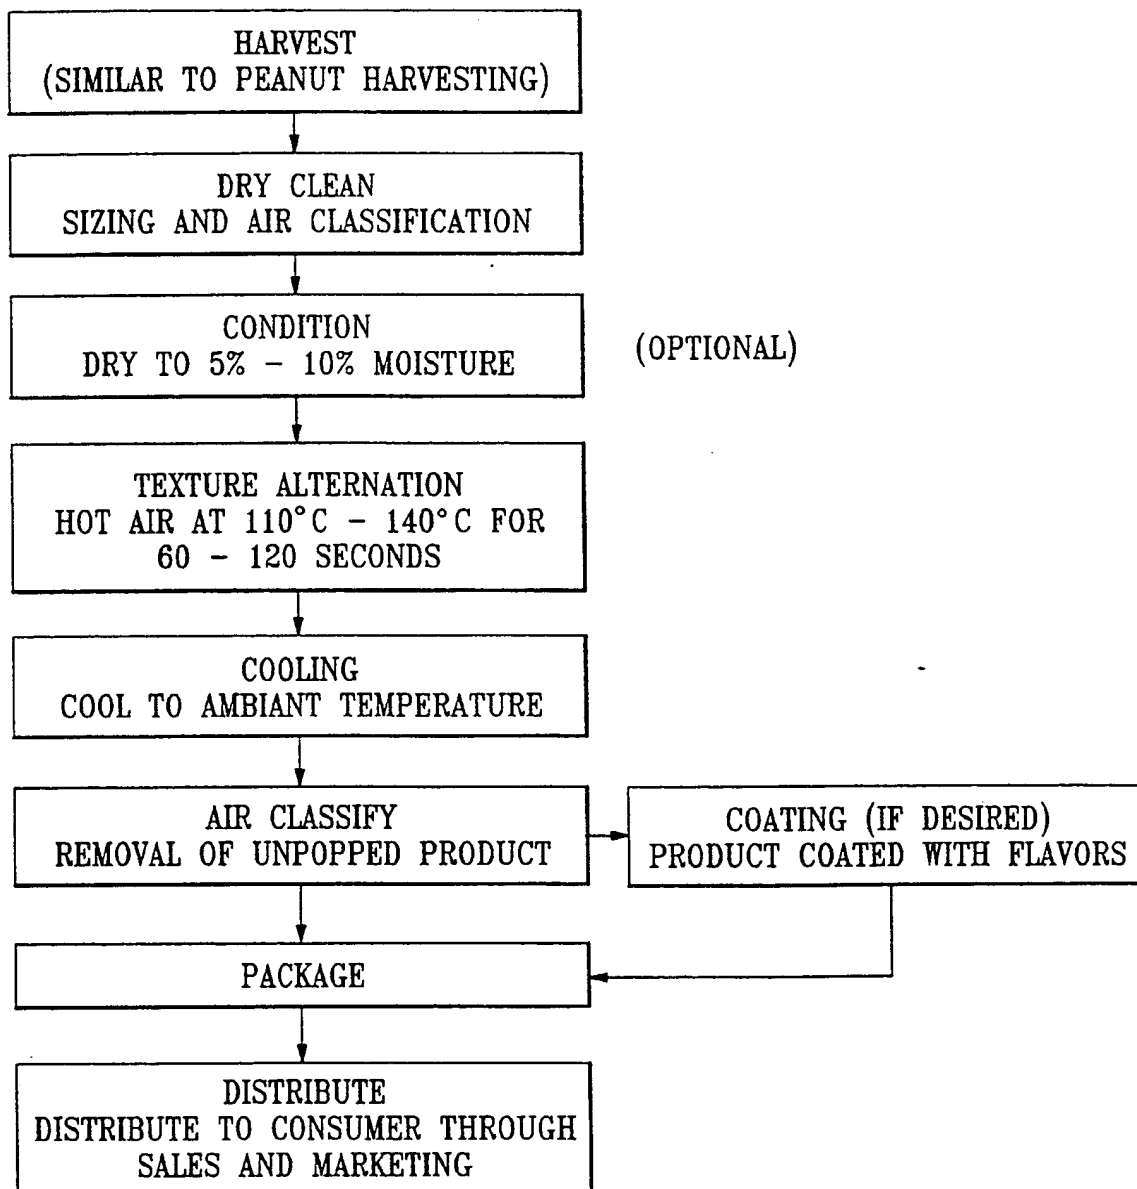 HARVEST
(SIMILAR TO PEANUT HARVESTING)
DRY CLEAN
SIZING AND AIR CLASSIFICATION
CONDITION
DRY TO 5% - 10% MOISTURE
(OPTIONAL)
TEXTURE ALTERNATION
HOT AIR AT 110°C - 140°C FOR
60 - 120 SECONDS
COOLING
COOL TO AMBIANT TEMPERATURE
AIR CLASSIFY
REMOVAL OF UNPOPPED PRODUCT
COATING (IF DESIRED)
PRODUCT COATED WITH FLAVORS
PACKAGE
DISTRIBUTE
DISTRIBUTE TO CONSUMER THROUGH
SALES AND MARKETING